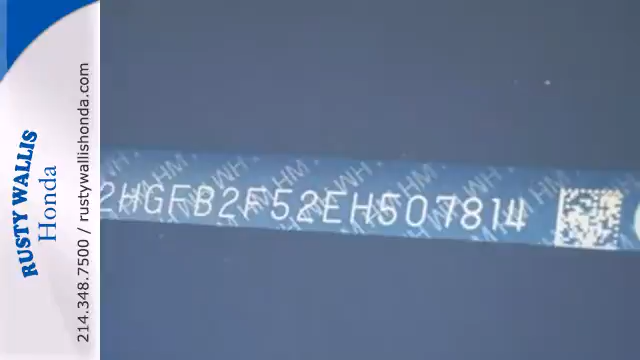 RUSTY WALLIS
Honda
214.348.7500 / rustywallishonda.com
2HGFB2F52EH507814